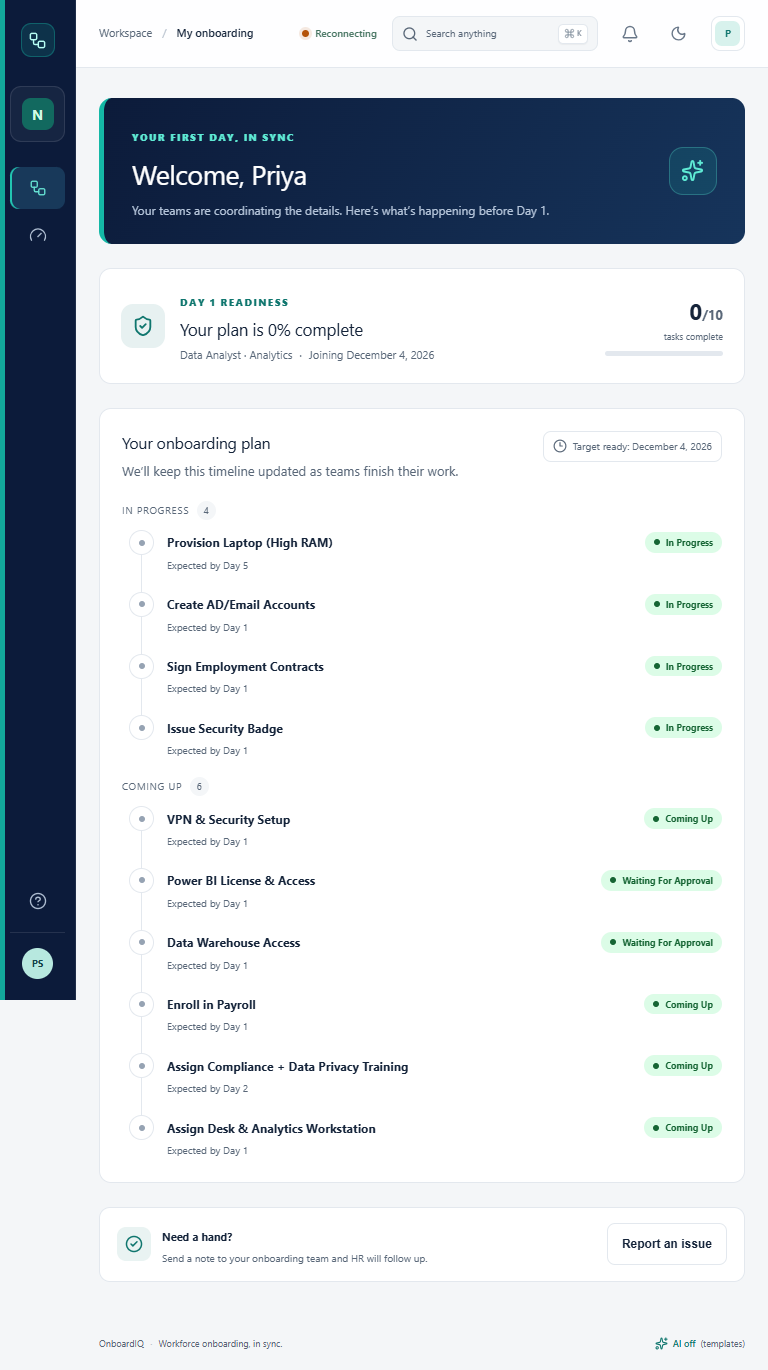 Workspace / My onboarding
Reconnecting
Search anything
⌘ K
P
N
YOUR FIRST DAY, IN SYNC
Welcome, Priya
Your teams are coordinating the details. Here's what's happening before Day 1.
DAY 1 READINESS
Your plan is 0% complete
Data Analyst · Analytics · Joining December 4, 2026
0/10
tasks complete
Your onboarding plan
Target ready: December 4, 2026
We'll keep this timeline updated as teams finish their work.
IN PROGRESS 4
Provision Laptop (High RAM)
In Progress
Expected by Day 5
Create AD/Email Accounts
In Progress
Expected by Day 1
Sign Employment Contracts
In Progress
Expected by Day 1
Issue Security Badge
In Progress
Expected by Day 1
COMING UP 6
VPN & Security Setup
Coming Up
Expected by Day 1
Power BI License & Access
Waiting For Approval
Expected by Day 1
Data Warehouse Access
Waiting For Approval
Expected by Day 1
Enroll in Payroll
Coming Up
Expected by Day 1
Assign Compliance + Data Privacy Training
Coming Up
Expected by Day 2
Assign Desk & Analytics Workstation
Coming Up
Expected by Day 1
PS
Need a hand?
Send a note to your onboarding team and HR will follow up.
Report an issue
OnboardIQ · Workforce onboarding, in sync.
AI off (templates)